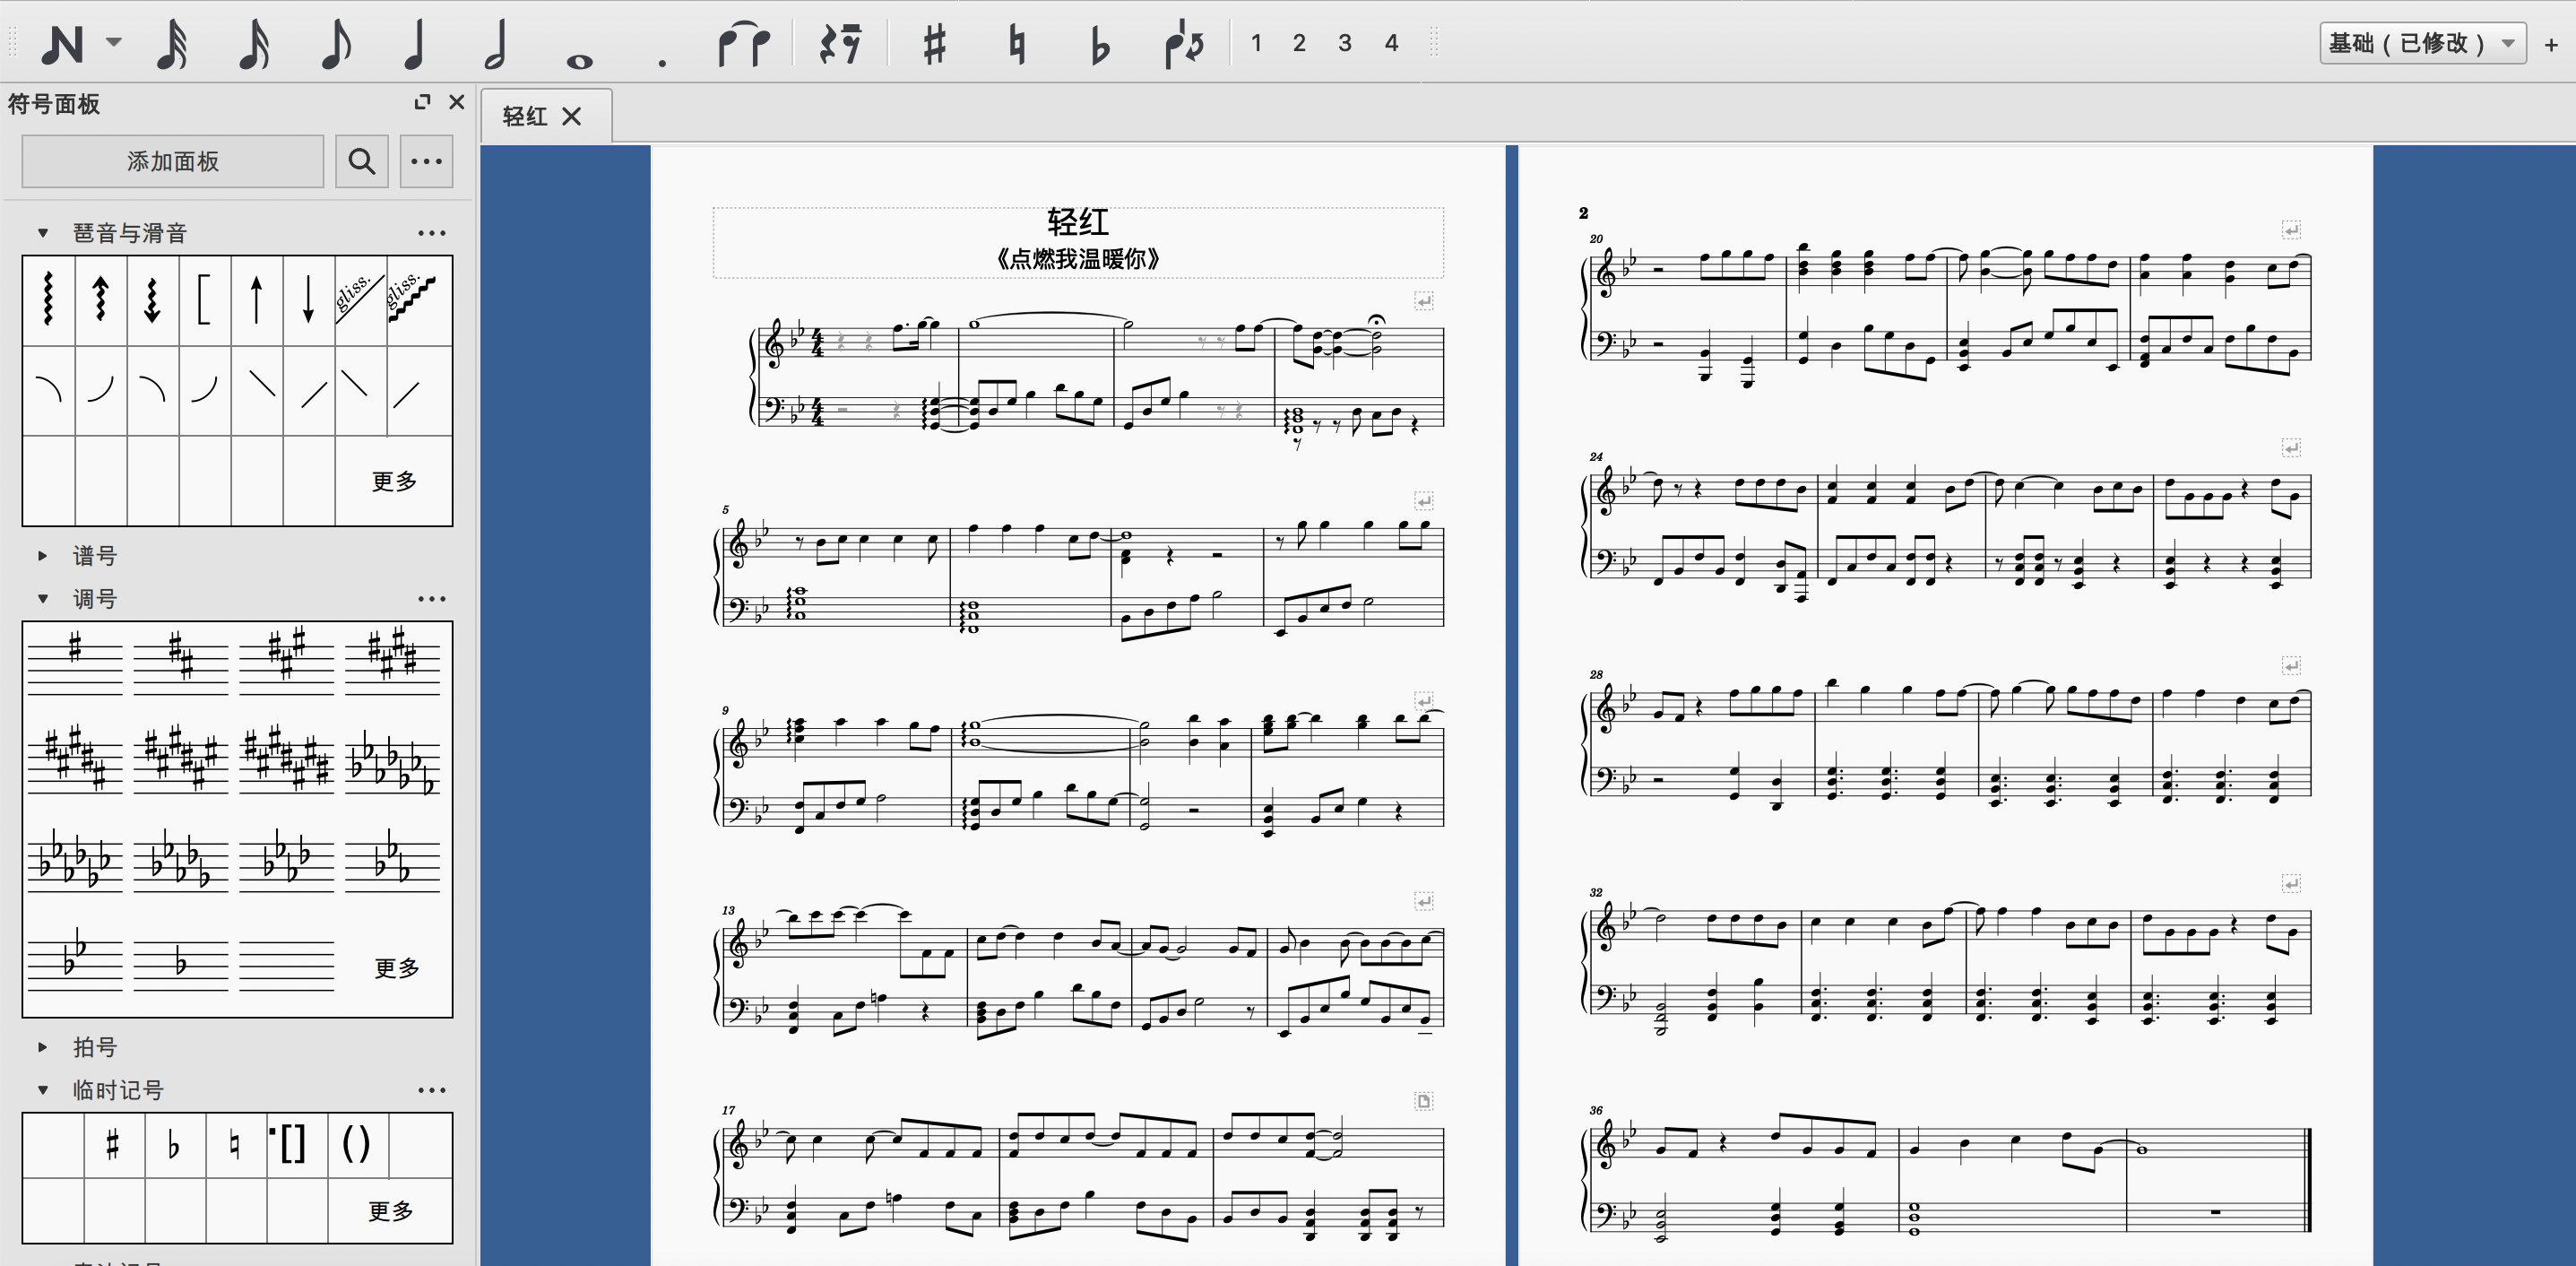 1 2 3 4
基础（已修改）
符号面板
轻红
添加面板
琶音与滑音
gliss. gliss.
更多
谱号
调号
更多
拍号
临时记号
更多
轻红
《点燃我温暖你》
5
9
13
17
2
20
24
28
32
36